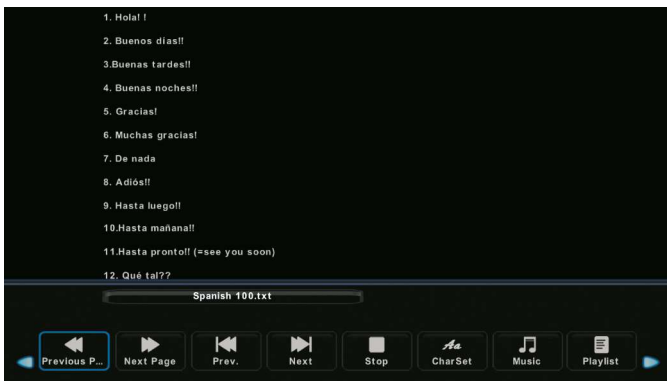 1. Hola! !
2. Buenos días!!
3.Buenas tardes!!
4. Buenas noches!!
5. Gracias!
6. Muchas gracias!
7. De nada
8. Adiós!!
9. Hasta luego!!
10.Hasta mañana!!
11.Hasta pronto!! (=see you soon)
12. Qué tal??
Spanish 100.txt
Previous P... Next Page Prev. Next Stop Aa CharSet Music Playlist